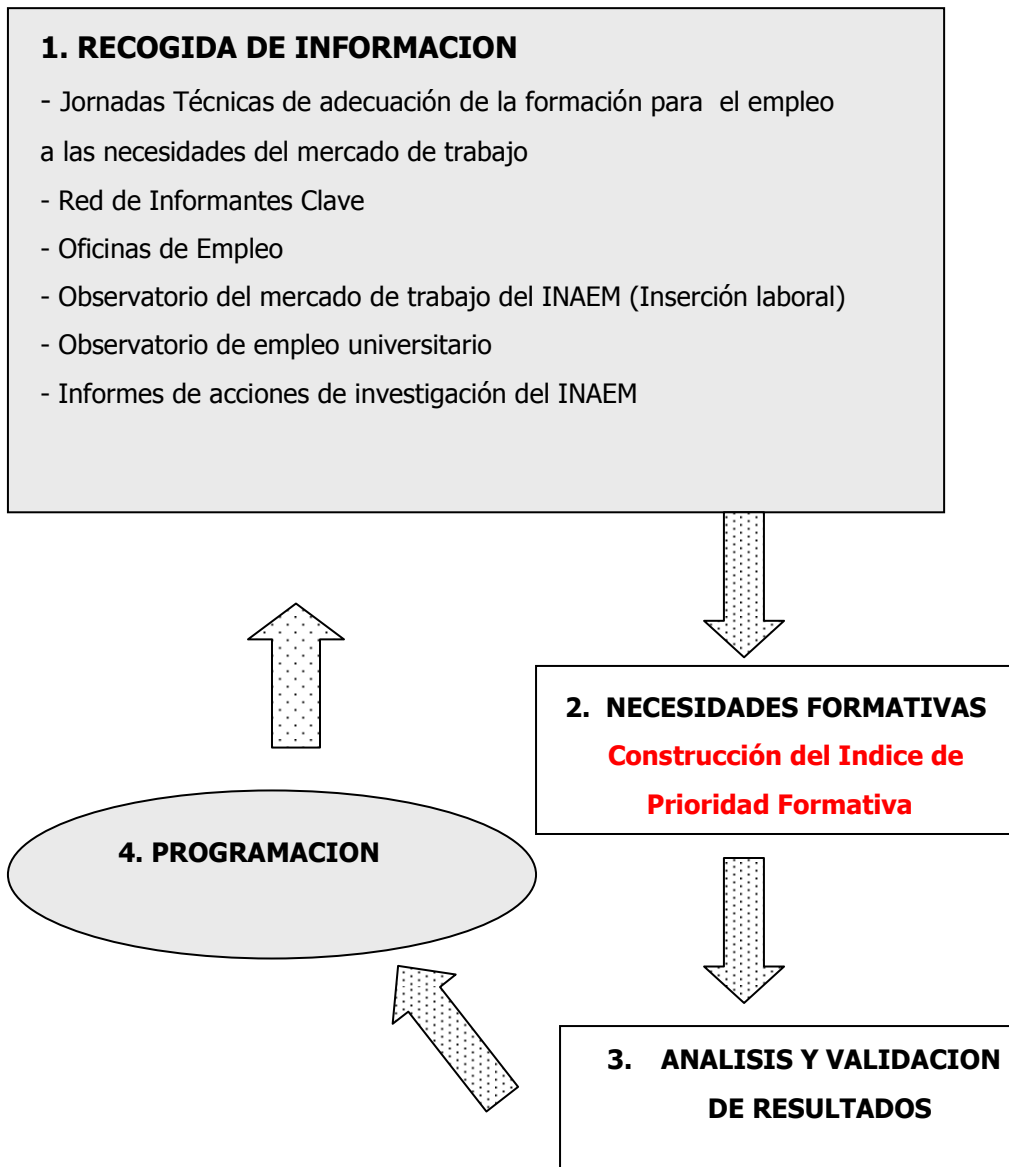 1. RECOGIDA DE INFORMACION
- Jornadas Técnicas de adecuación de la formación para el empleo
a las necesidades del mercado de trabajo
- Red de Informantes Clave
- Oficinas de Empleo
- Observatorio del mercado de trabajo del INAEM (Inserción laboral)
- Observatorio de empleo universitario
- Informes de acciones de investigación del INAEM
2. NECESIDADES FORMATIVAS
Construcción del Indice de
Prioridad Formativa
4. PROGRAMACION
3. ANALISIS Y VALIDACION
DE RESULTADOS